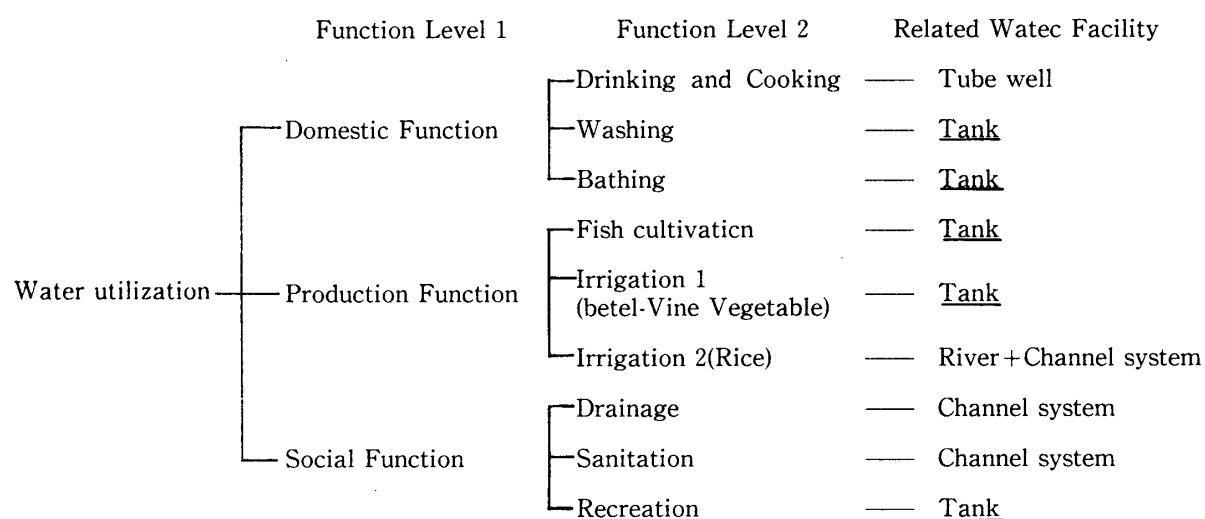 Function Level 1 Function Level 2 Related Watec Facility
Drinking and Cooking Tube well
Domestic Function Washing Tank
Bathing Tank
Fish cultivaticn Tank
Water utilization Production Function Irrigation 1 Tank
(betel-Vine Vegetable)
Irrigation 2(Rice) River+Channel system
Drainage Channel system
Social Function Sanitation Channel system
Recreation Tank